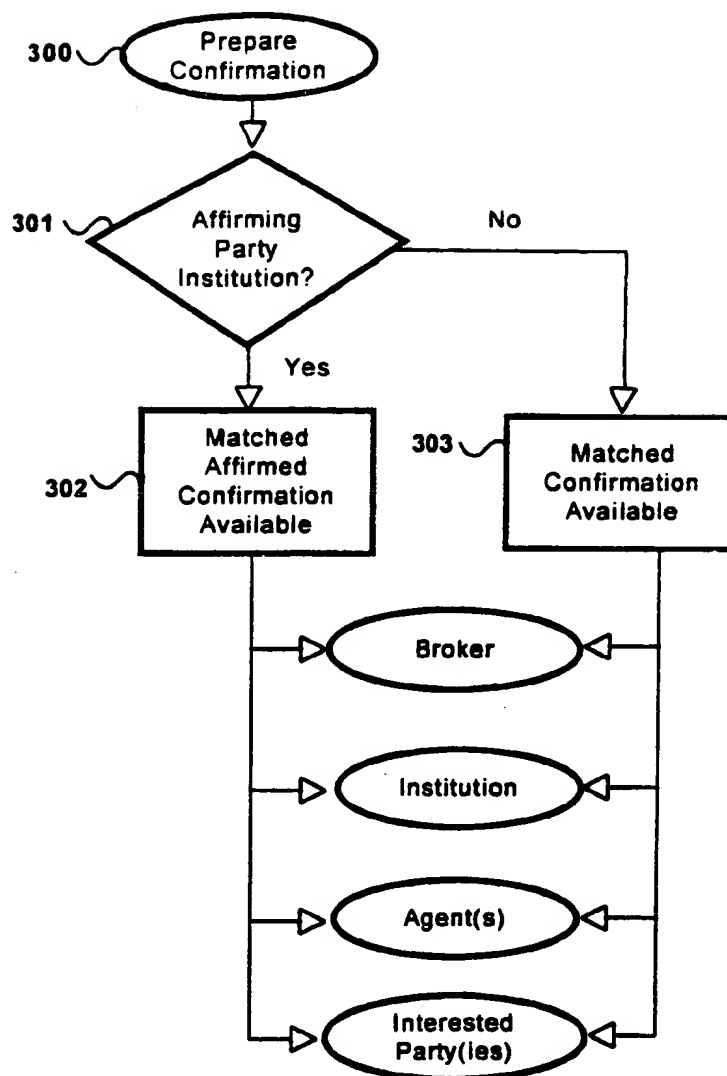 300
Prepare
Confirmation
301
Affirming
Party
Institution?
No
Yes
302
Matched
Affirmed
Confirmation
Available
303
Matched
Confirmation
Available
Broker
Institution
Agent(s)
Interested
Party(ies)